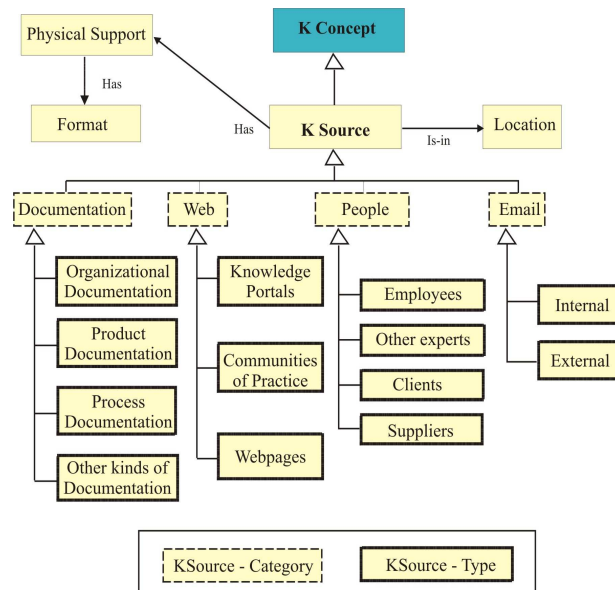 Physical Support
K Concept
Has
Format
Has
K Source
Is-in
Location
Documentation
Web
People
Email
Organizational
Documentation
Product
Documentation
Process
Documentation
Other kinds of
Documentation
Knowledge
Portals
Communities
of Practice
Webpages
Employees
Other experts
Clients
Suppliers
Internal
External
KSource - Category
KSource - Type